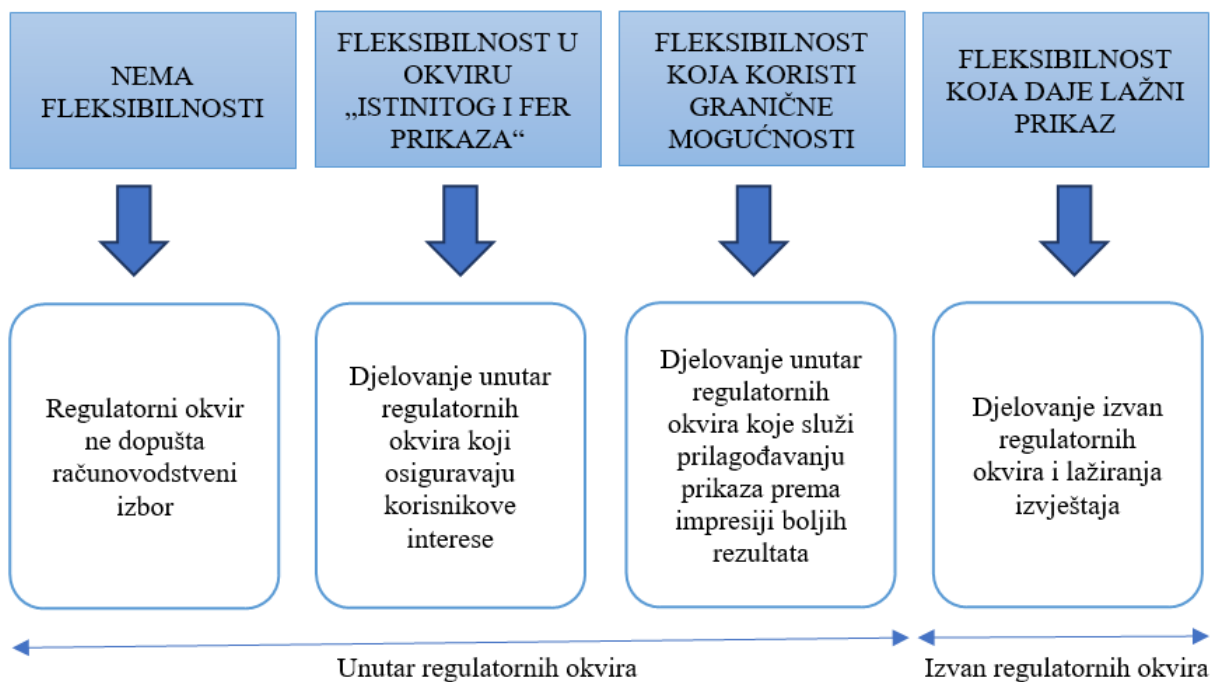 NEMA
FLEKSIBILNOSTI
FLEKSIBILNOST U
OKVIRU
„ISTINITOG I FER
PRIKAZA“
FLEKSIBILNOST
KOJA KORISTI
GRANIČNE
MOGUĆNOSTI
FLEKSIBILNOST
KOJA DAJE LAŽNI
PRIKAZ
Regulatorni okvir
ne dopušta
računovodstveni
izbor
Djelovanje unutar
regulatornih
okvira koji
osiguravaju
korisnikove
interese
Djelovanje unutar
regulatornih
okvira koje služi
prilagođavanju
prikaza prema
impresiji boljih
rezultata
Djelovanje izvan
regulatornih
okvira i lažiranja
izvještaja
Unutar regulatornih okvira
Izvan regulatornih okvira